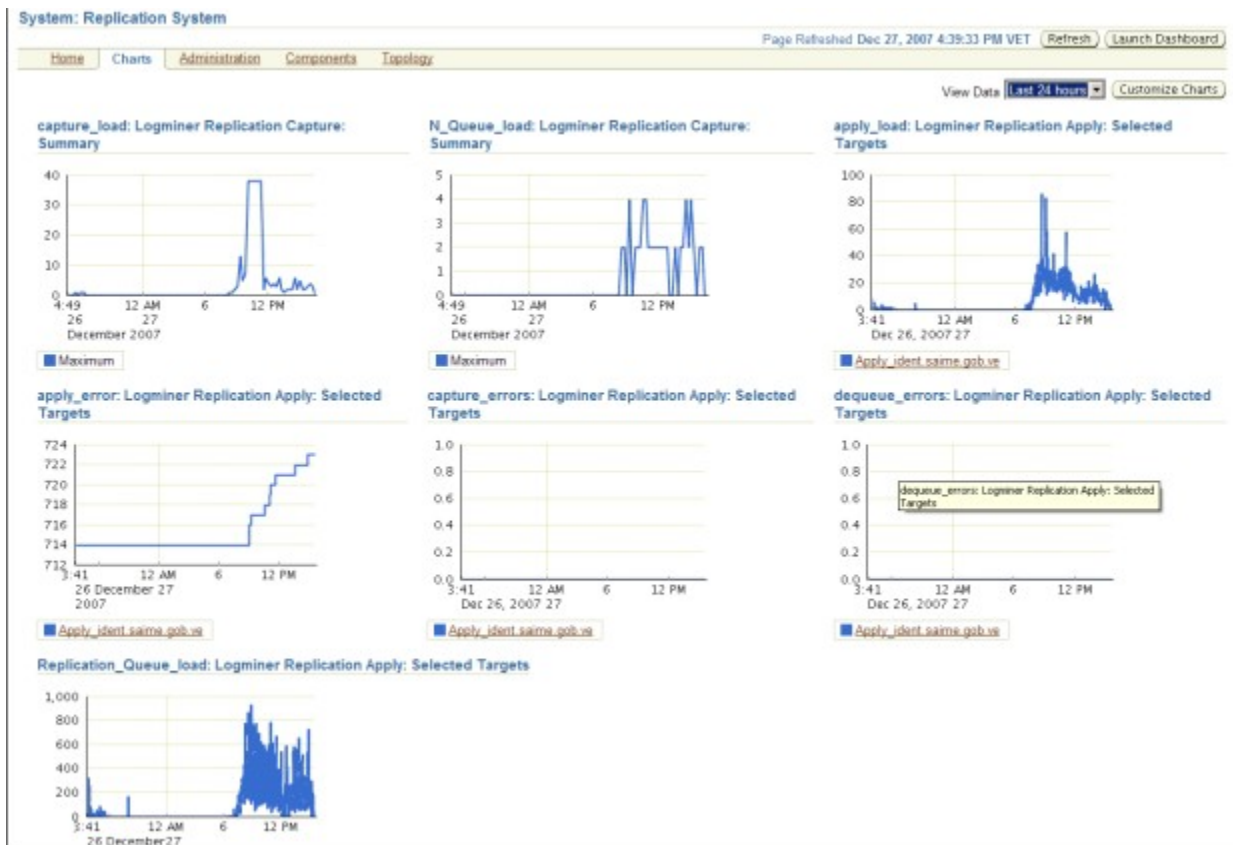 System: Replication System
Page Refreshed Dec 27, 2007 4:39:33 PM VET Refresh Launch Dashboard
Home Charts Administration Components Topology
View Data Last 24 hours Customize Charts
capture_load: Logminer Replication Capture:
Summary
40
30
20
10
0
4:49 12 AM 6 12 PM
26 27
December 2007
Maximum
N_Queue_load: Logminer Replication Capture:
Summary
5
4
3
2
1
0
4:49 12 AM 6 12 PM
26 27
December 2007
Maximum
apply_load: Logminer Replication Apply: Selected
Targets
100
80
60
40
20
0
3:41 12 AM 6 12 PM
Dec 26, 2007 27
Apply_ident.saime.gob.ve
apply_error: Logminer Replication Apply: Selected
Targets
724
722
720
718
716
714
712
3:41 12 AM 6 12 PM
26 December 27
2007
Apply_ident.saime.gob.ve
capture_errors: Logminer Replication Apply: Selected
Targets
1.0
0.8
0.6
0.4
0.2
0.0
3:41 12 AM 6 12 PM
Dec 26, 2007 27
Apply_ident.saime.gob.ve
dequeue_errors: Logminer Replication Apply: Selected
Targets
1.0
0.8
dequeue_errors: Logminer Replication Apply: Selected
Targets
0.6
0.4
0.2
0.0
3:41 12 AM 6 12 PM
Dec 26, 2007 27
Apply_ident.saime.gob.ve
Replication_Queue_load: Logminer Replication Apply: Selected Targets
1,000
800
600
400
200
0
3:41 12 AM 6 12 PM
26 December27